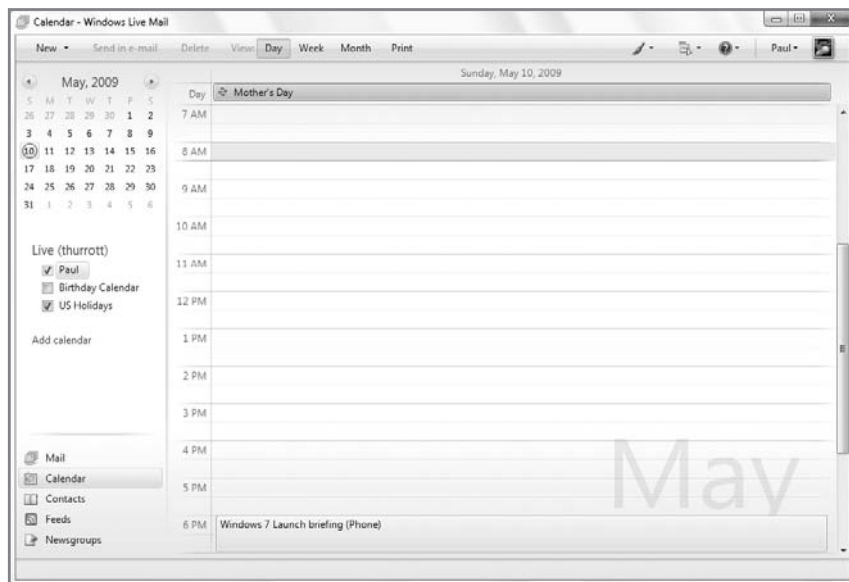 Calendar - Windows Live Mail
New Send in e-mail Delete View: Day Week Month Print Paul
May, 2009
S M T W T F S
26 27 28 29 30 1 2
3 4 5 6 7 8 9
10 11 12 13 14 15 16
17 18 19 20 21 22 23
24 25 26 27 28 29 30
31 1 2 3 4 5 6
Live (thurrott)
Paul
Birthday Calendar
US Holidays
Add calendar
Mail
Calendar
Contacts
Feeds
Newsgroups
Sunday, May 10, 2009
Day Mother's Day
7 AM
8 AM
9 AM
10 AM
11 AM
12 PM
1 PM
2 PM
3 PM
4 PM
5 PM
6 PM Windows 7 Launch briefing (Phone)
May